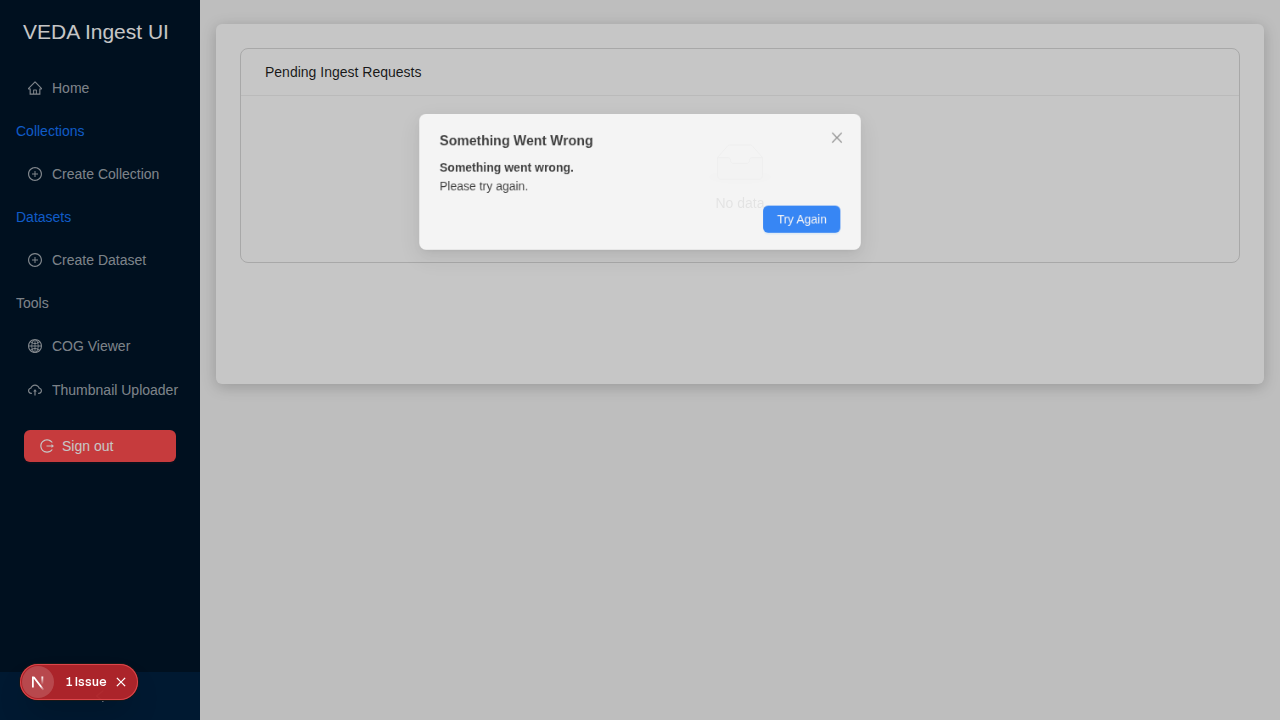 VEDA Ingest UI
Home
Collections
Create Collection
Datasets
Create Dataset
Tools
COG Viewer
Thumbnail Uploader
Sign out
1 Issue
Pending Ingest Requests
Something Went Wrong
Something went wrong.
Please try again.
No data
Try Again